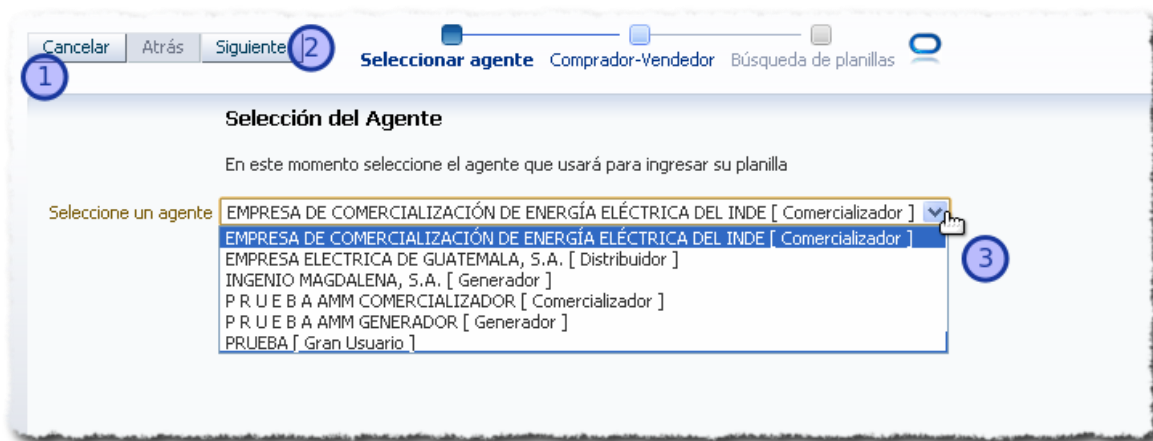 Cancelar Atrás Siguiente 2
1
Seleccionar agente Comprador-Vendedor Búsqueda de planillas
Selección del Agente
En este momento seleccione el agente que usará para ingresar su planilla
Seleccione un agente EMPRESA DE COMERCIALIZACIÓN DE ENERGÍA ELÉCTRICA DEL INDE [ Comercializador ]
EMPRESA DE COMERCIALIZACIÓN DE ENERGÍA ELÉCTRICA DEL INDE [ Comercializador ]
EMPRESA ELECTRICA DE GUATEMALA, S.A. [ Distribuidor ]
3
INGENIO MAGDALENA, S.A. [ Generador ]
P R U E B A AMM COMERCIALIZADOR [ Comercializador ]
P R U E B A AMM GENERADOR [ Generador ]
PRUEBA [ Gran Usuario ]